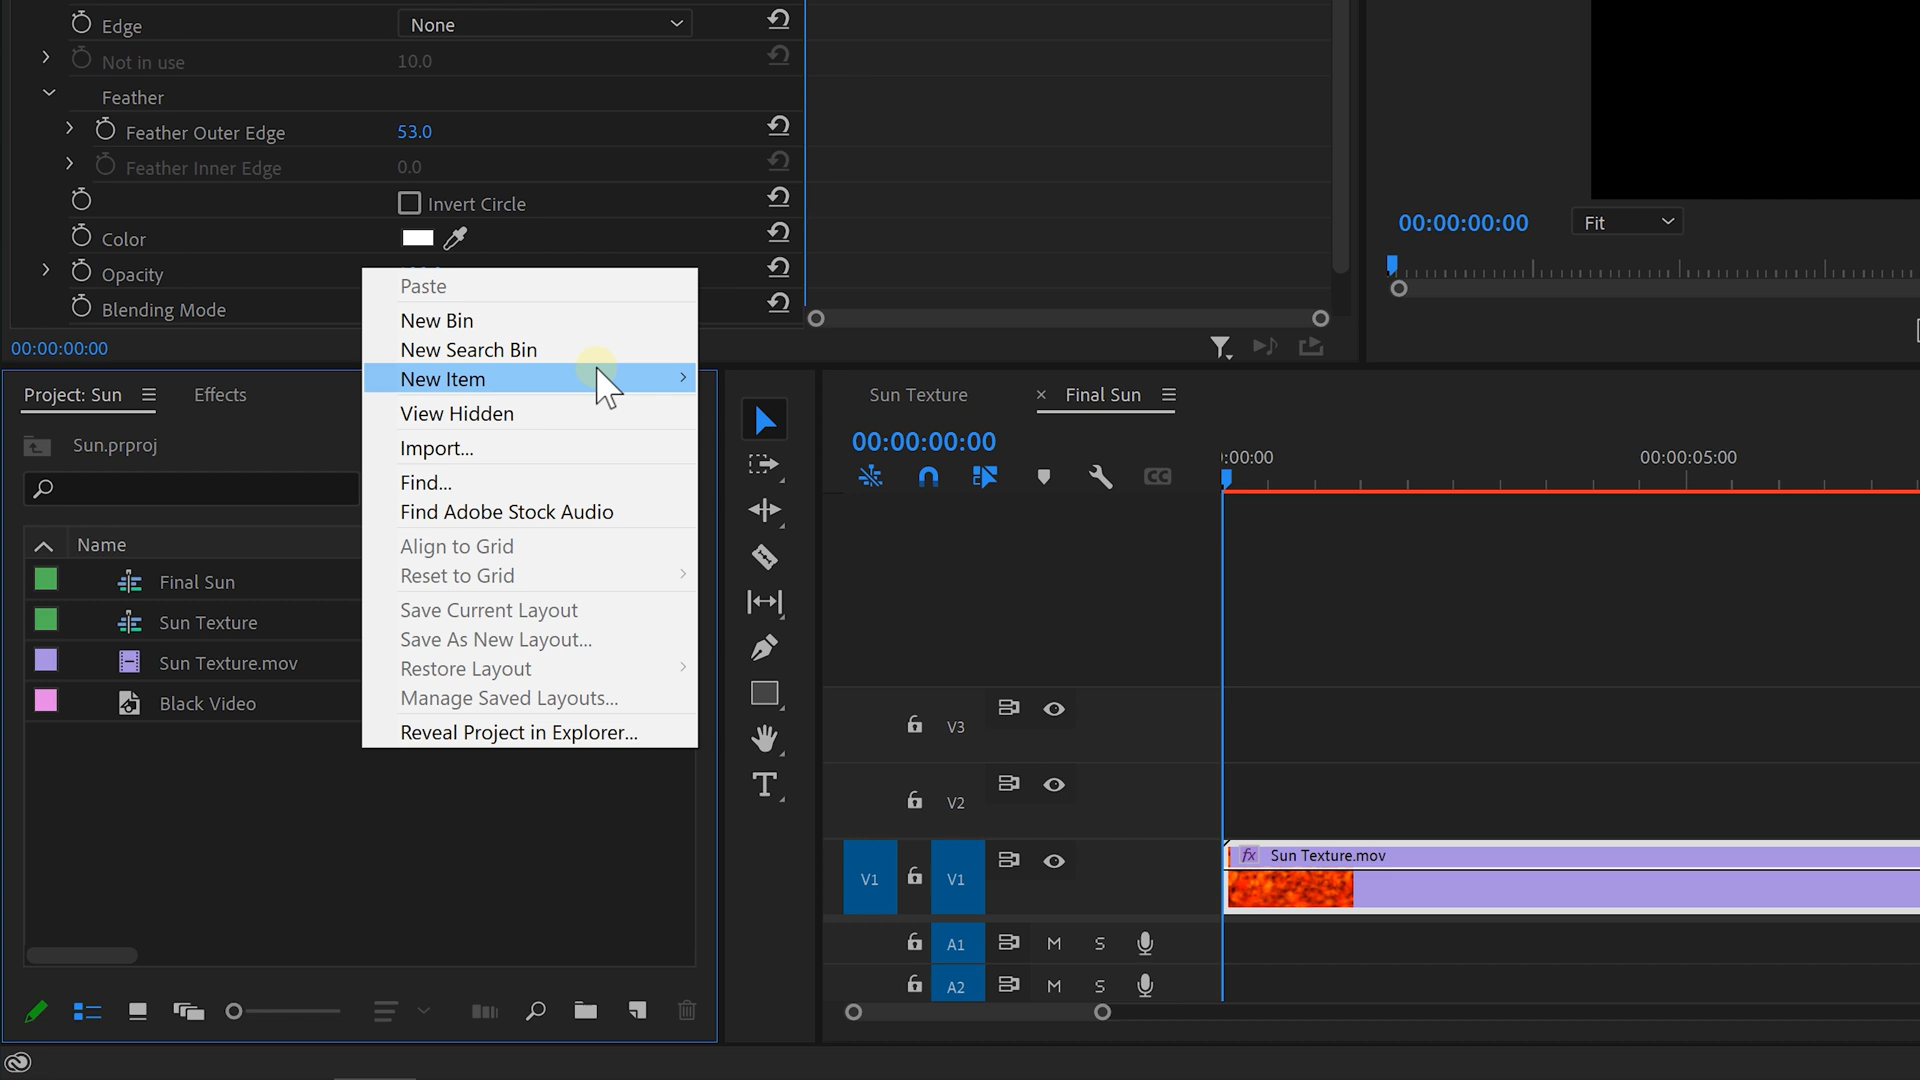 Edge
None
Not in use
10.0
Feather
Feather Outer Edge
53.0
Feather Inner Edge
0.0
Invert Circle
Color
Opacity
Blending Mode
00:00:00:00
00:00:00:00
Fit
Paste
New Bin
New Search Bin
New Item
View Hidden
Import...
Find...
Find Adobe Stock Audio
Align to Grid
Reset to Grid
Save Current Layout
Save As New Layout...
Restore Layout
Manage Saved Layouts...
Reveal Project in Explorer...
Project: Sun
Effects
Sun.prproj
Name
Final Sun
Sun Texture
Sun Texture.mov
Black Video
Sun Texture
Final Sun
00:00:00:00
:00:00
00:00:05:00
CC
V3
V2
V1
V1
fx Sun Texture.mov
A1
M
S
A2
M
S